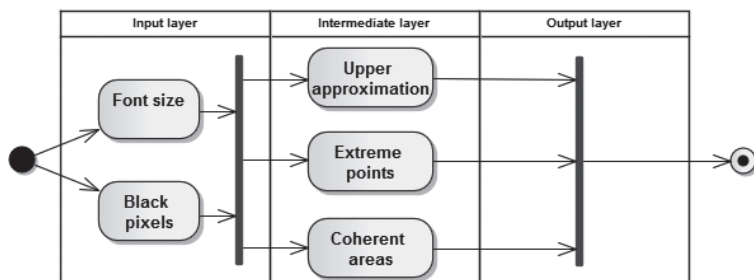 Input layer
Intermediate layer
Output layer
Font size
Black
pixels
Upper
approximation
Extreme
points
Coherent
areas